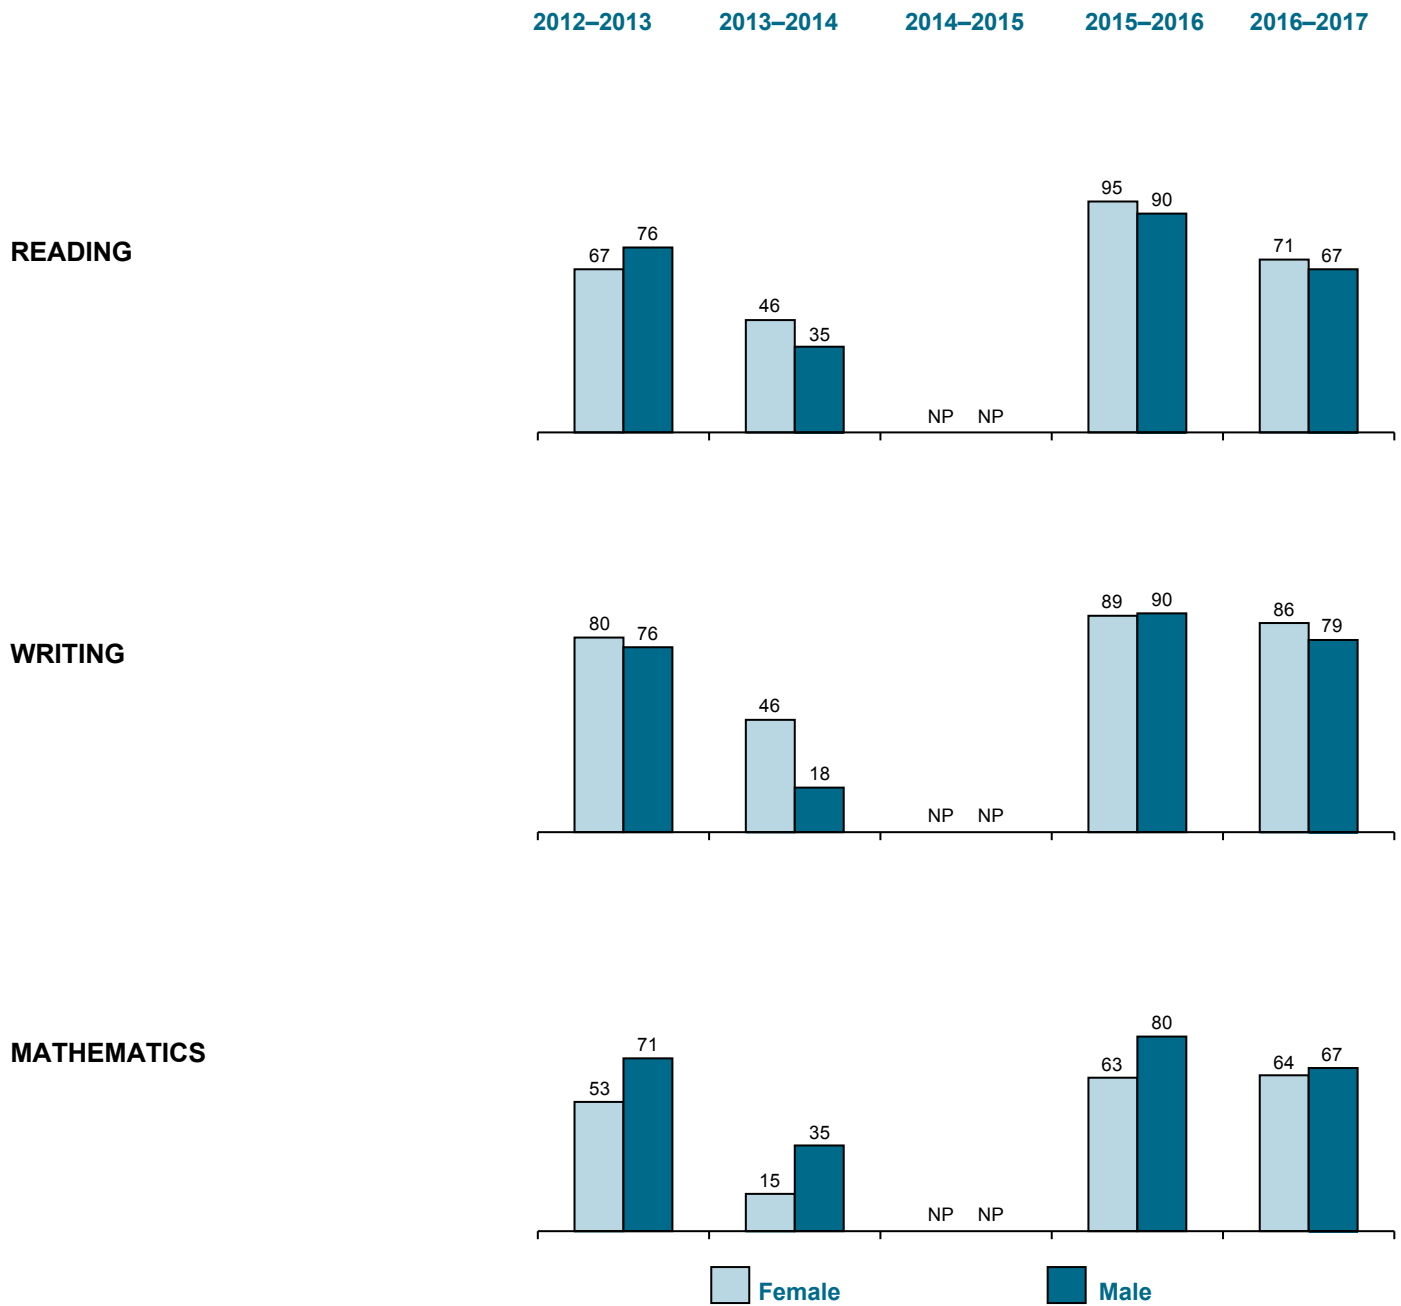 2012–2013 2013–2014 2014–2015 2015–2016 2016–2017
READING
67 76 46 35 NP NP 95 90 71 67
WRITING
80 76 46 18 NP NP 89 90 86 79
MATHEMATICS
53 71 15 35 NP NP 63 80 64 67
Female Male